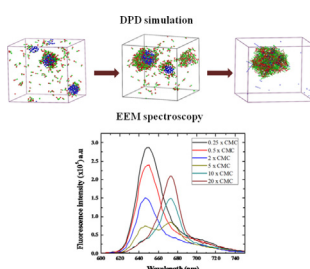 DPD simulation
EEM spectroscopy
Fluorescence Intensity (x10⁵) a.u
3.0
2.5
2.0
1.5
1.0
0.5
0.0
0.25 x CMC
0.5 x CMC
2 x CMC
5 x CMC
10 x CMC
20 x CMC
600 620 640 660 680 700 720 740
Wavelength (nm)